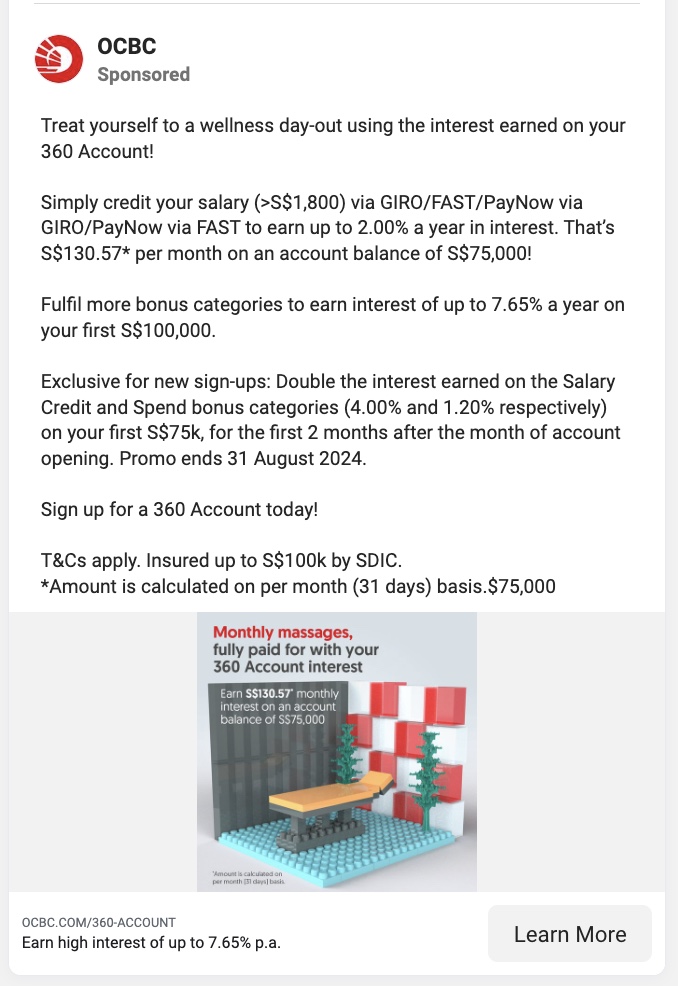 OCBC
Sponsored
Treat yourself to a wellness day-out using the interest earned on your
360 Account!
Simply credit your salary (>S$1,800) via GIRO/FAST/PayNow via
GIRO/PayNow via FAST to earn up to 2.00% a year in interest. That’s
S$130.57* per month on an account balance of S$75,000!
Fulfil more bonus categories to earn interest of up to 7.65% a year on
your first S$100,000.
Exclusive for new sign-ups: Double the interest earned on the Salary
Credit and Spend bonus categories (4.00% and 1.20% respectively)
on your first S$75k, for the first 2 months after the month of account
opening. Promo ends 31 August 2024.
Sign up for a 360 Account today!
T&Cs apply. Insured up to S$100k by SDIC.
*Amount is calculated on per month (31 days) basis.$75,000
Monthly massages,
fully paid for with your
360 Account interest
Earn S$130.57* monthly
interest on an account
balance of S$75,000
*Amount is calculated on
per month (31 days) basis.
OCBC.COM/360-ACCOUNT
Earn high interest of up to 7.65% p.a.
Learn More